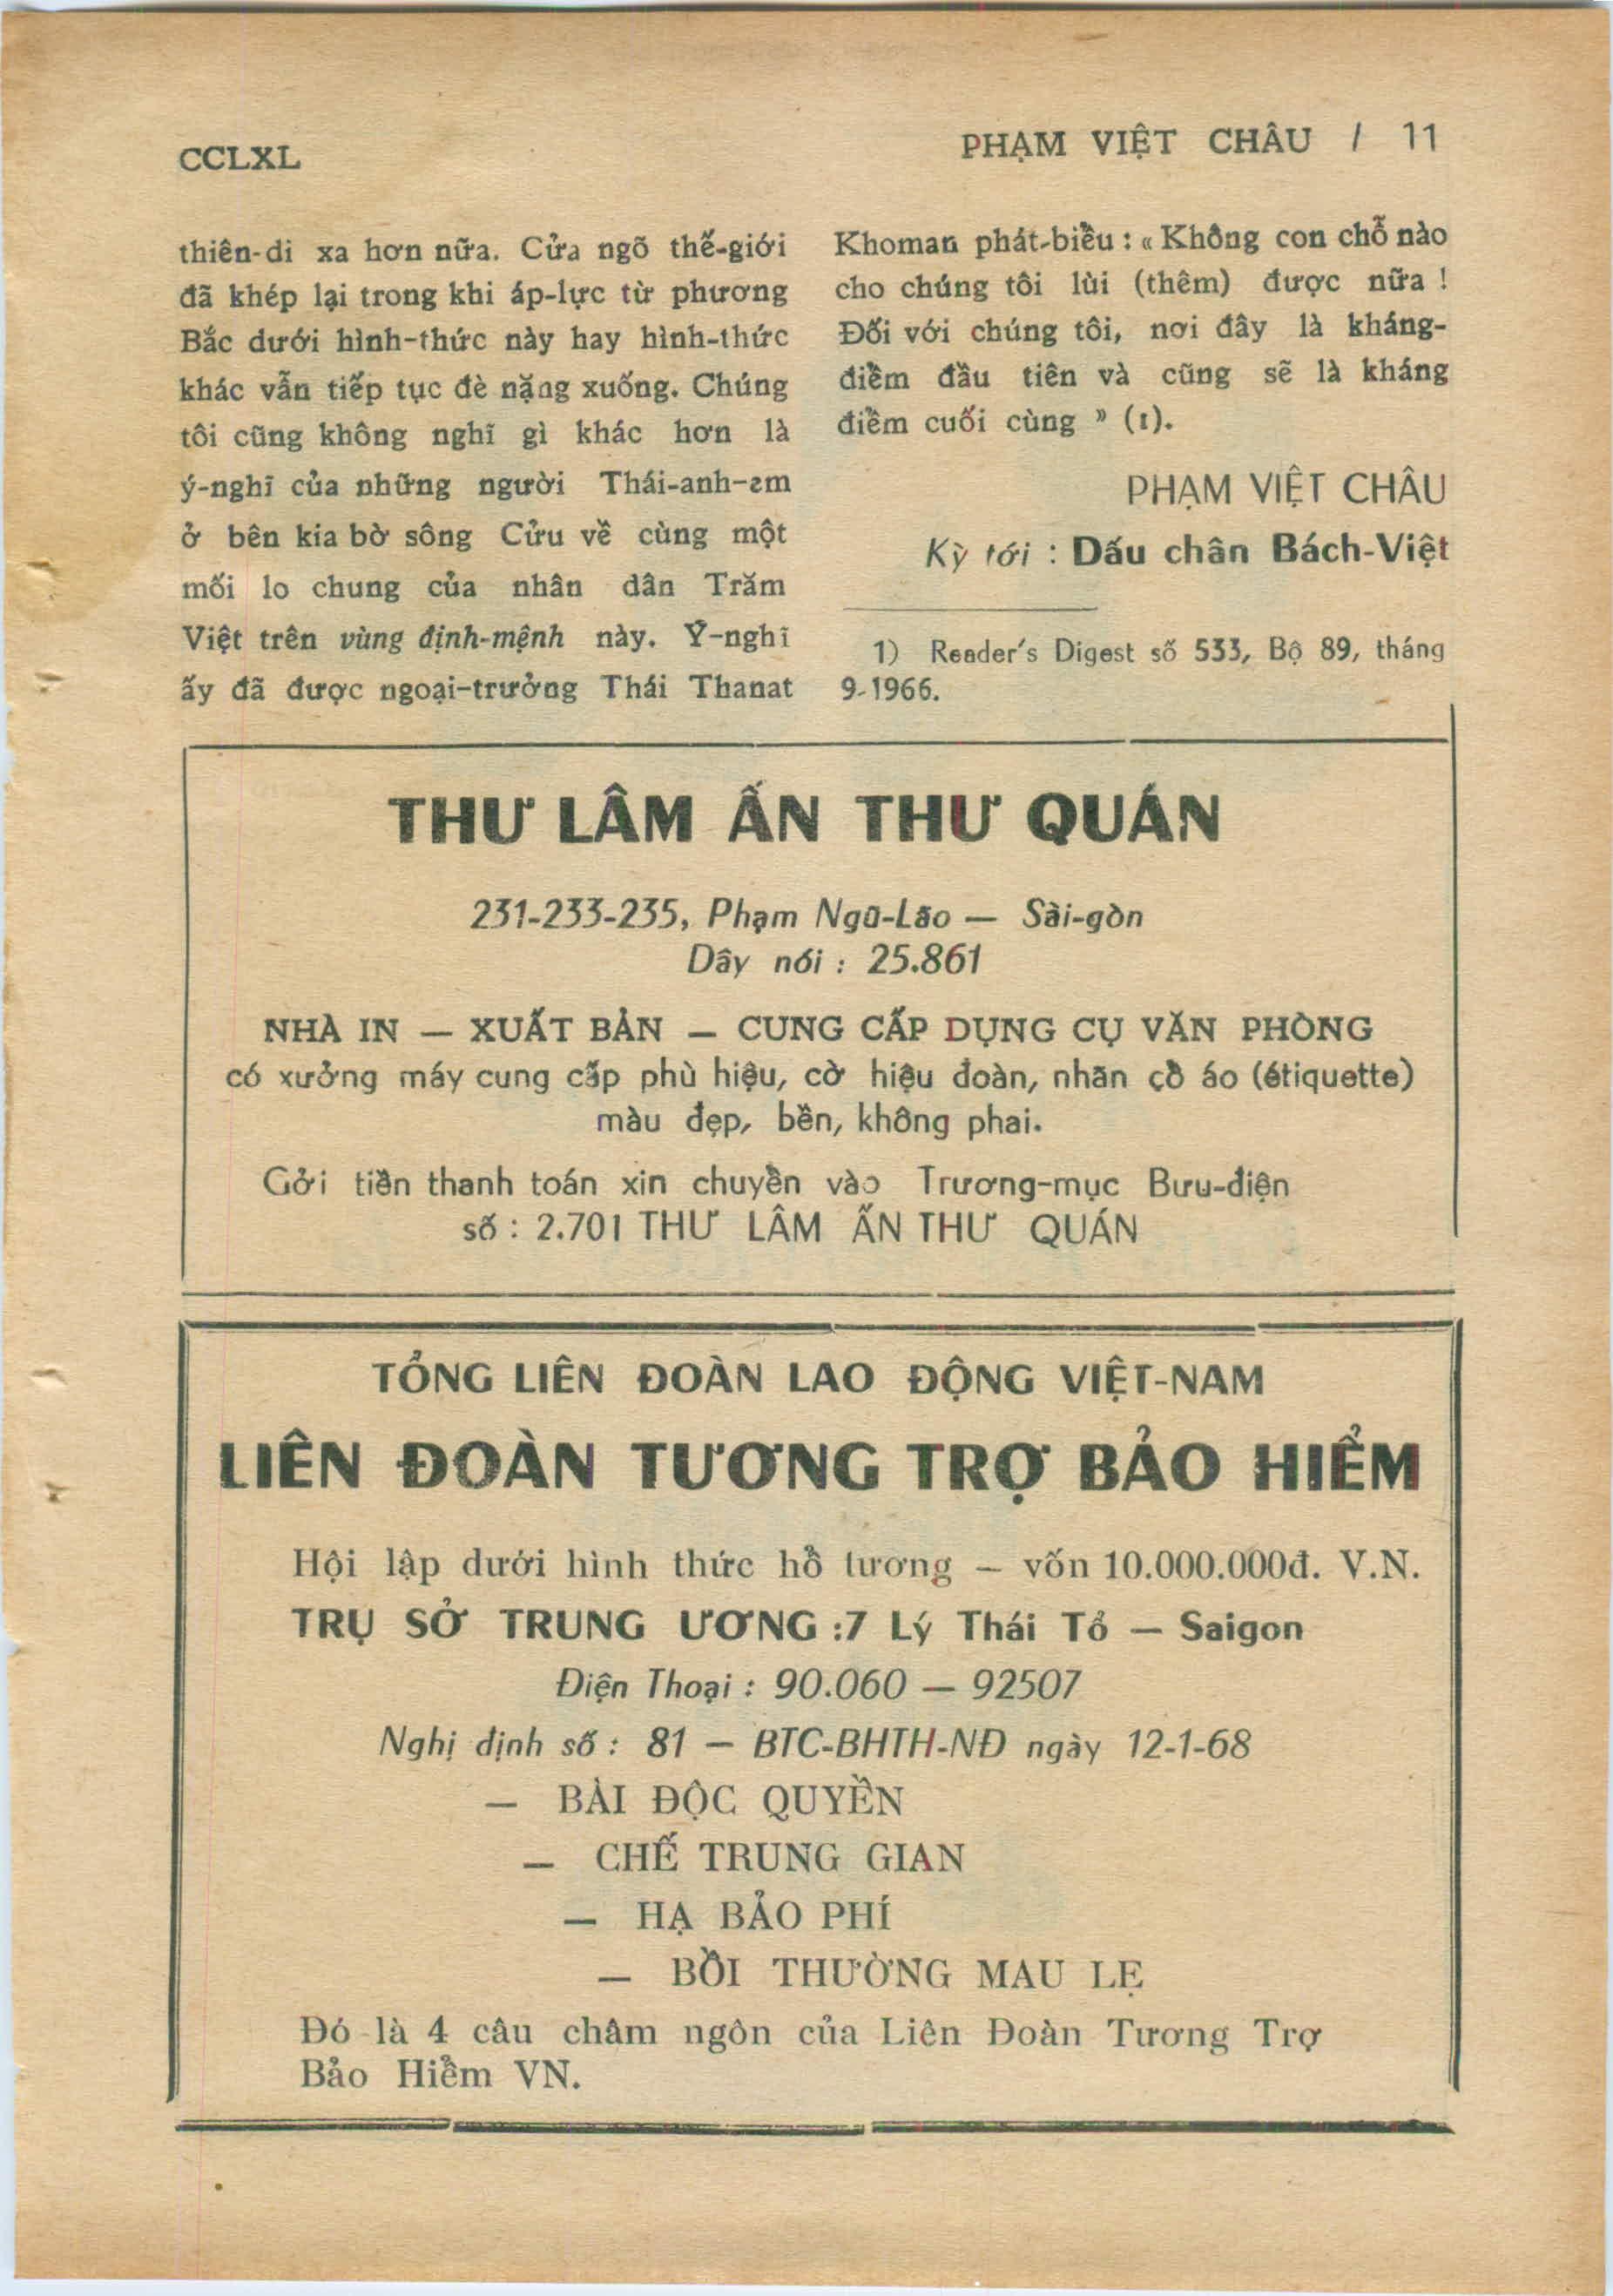 CCLXL
PHẠM VIỆT CHÂU / 11
thiên-di xa hơn nữa. Cửa ngõ thế-giới
đã khép lại trong khi áp-lực từ phương
Bắc dưới hình-thức này hay hình-thức
khác vẫn tiếp tục đè nặng xuống. Chúng
tôi cũng không nghĩ gì khác hơn là
ý-nghĩ của những người Thái-anh-em
ở bên kia bờ sông Cửu về cùng một
mối lo chung của nhân dân Trăm
Việt trên vùng định-mệnh này. Ý-nghĩ
ấy đã được ngoại-trưởng Thái Thanat
Khoman phát-biểu : « Không con chỗ nào
cho chúng tôi lùi (thêm) được nữa !
Đối với chúng tôi, nơi đây là kháng-
điểm đầu tiên và cũng sẽ là kháng
điểm cuối cùng » (1).
PHẠM VIỆT CHÂU
Kỳ tới : Dấu chân Bách-Việt
1) Reader's Digest số 533, Bộ 89, tháng
9-1966.
THƯ LÂM ẤN THƯ QUÁN
231-233-235, Phạm Ngũ-Lão — Sài-gòn
Dây nói : 25.861
NHÀ IN — XUẤT BẢN — CUNG CẤP DỤNG CỤ VĂN PHÒNG
có xưởng máy cung cấp phù hiệu, cờ hiệu đoàn, nhãn cổ áo (étiquette)
màu đẹp, bền, không phai.
Gởi tiền thanh toán xin chuyển vào Trương-mục Bưu-điện
số : 2.701 THƯ LÂM ẤN THƯ QUÁN
TỔNG LIÊN ĐOÀN LAO ĐỘNG VIỆT-NAM
LIÊN ĐOÀN TƯƠNG TRỢ BẢO HIỂM
Hội lập dưới hình thức hỗ tương — vốn 10.000.000đ. V.N.
TRỤ SỞ TRUNG ƯƠNG :7 Lý Thái Tổ — Saigon
Điện Thoại : 90.060 — 92507
Nghị định số : 81 — BTC-BHTH-NĐ ngày 12-1-68
— BÀI ĐỘC QUYỀN
— CHẾ TRUNG GIAN
— HẠ BẢO PHÍ
— BỒI THƯỜNG MAU LẸ
Đó là 4 câu châm ngôn của Liên Đoàn Tương Trợ
Bảo Hiểm VN.